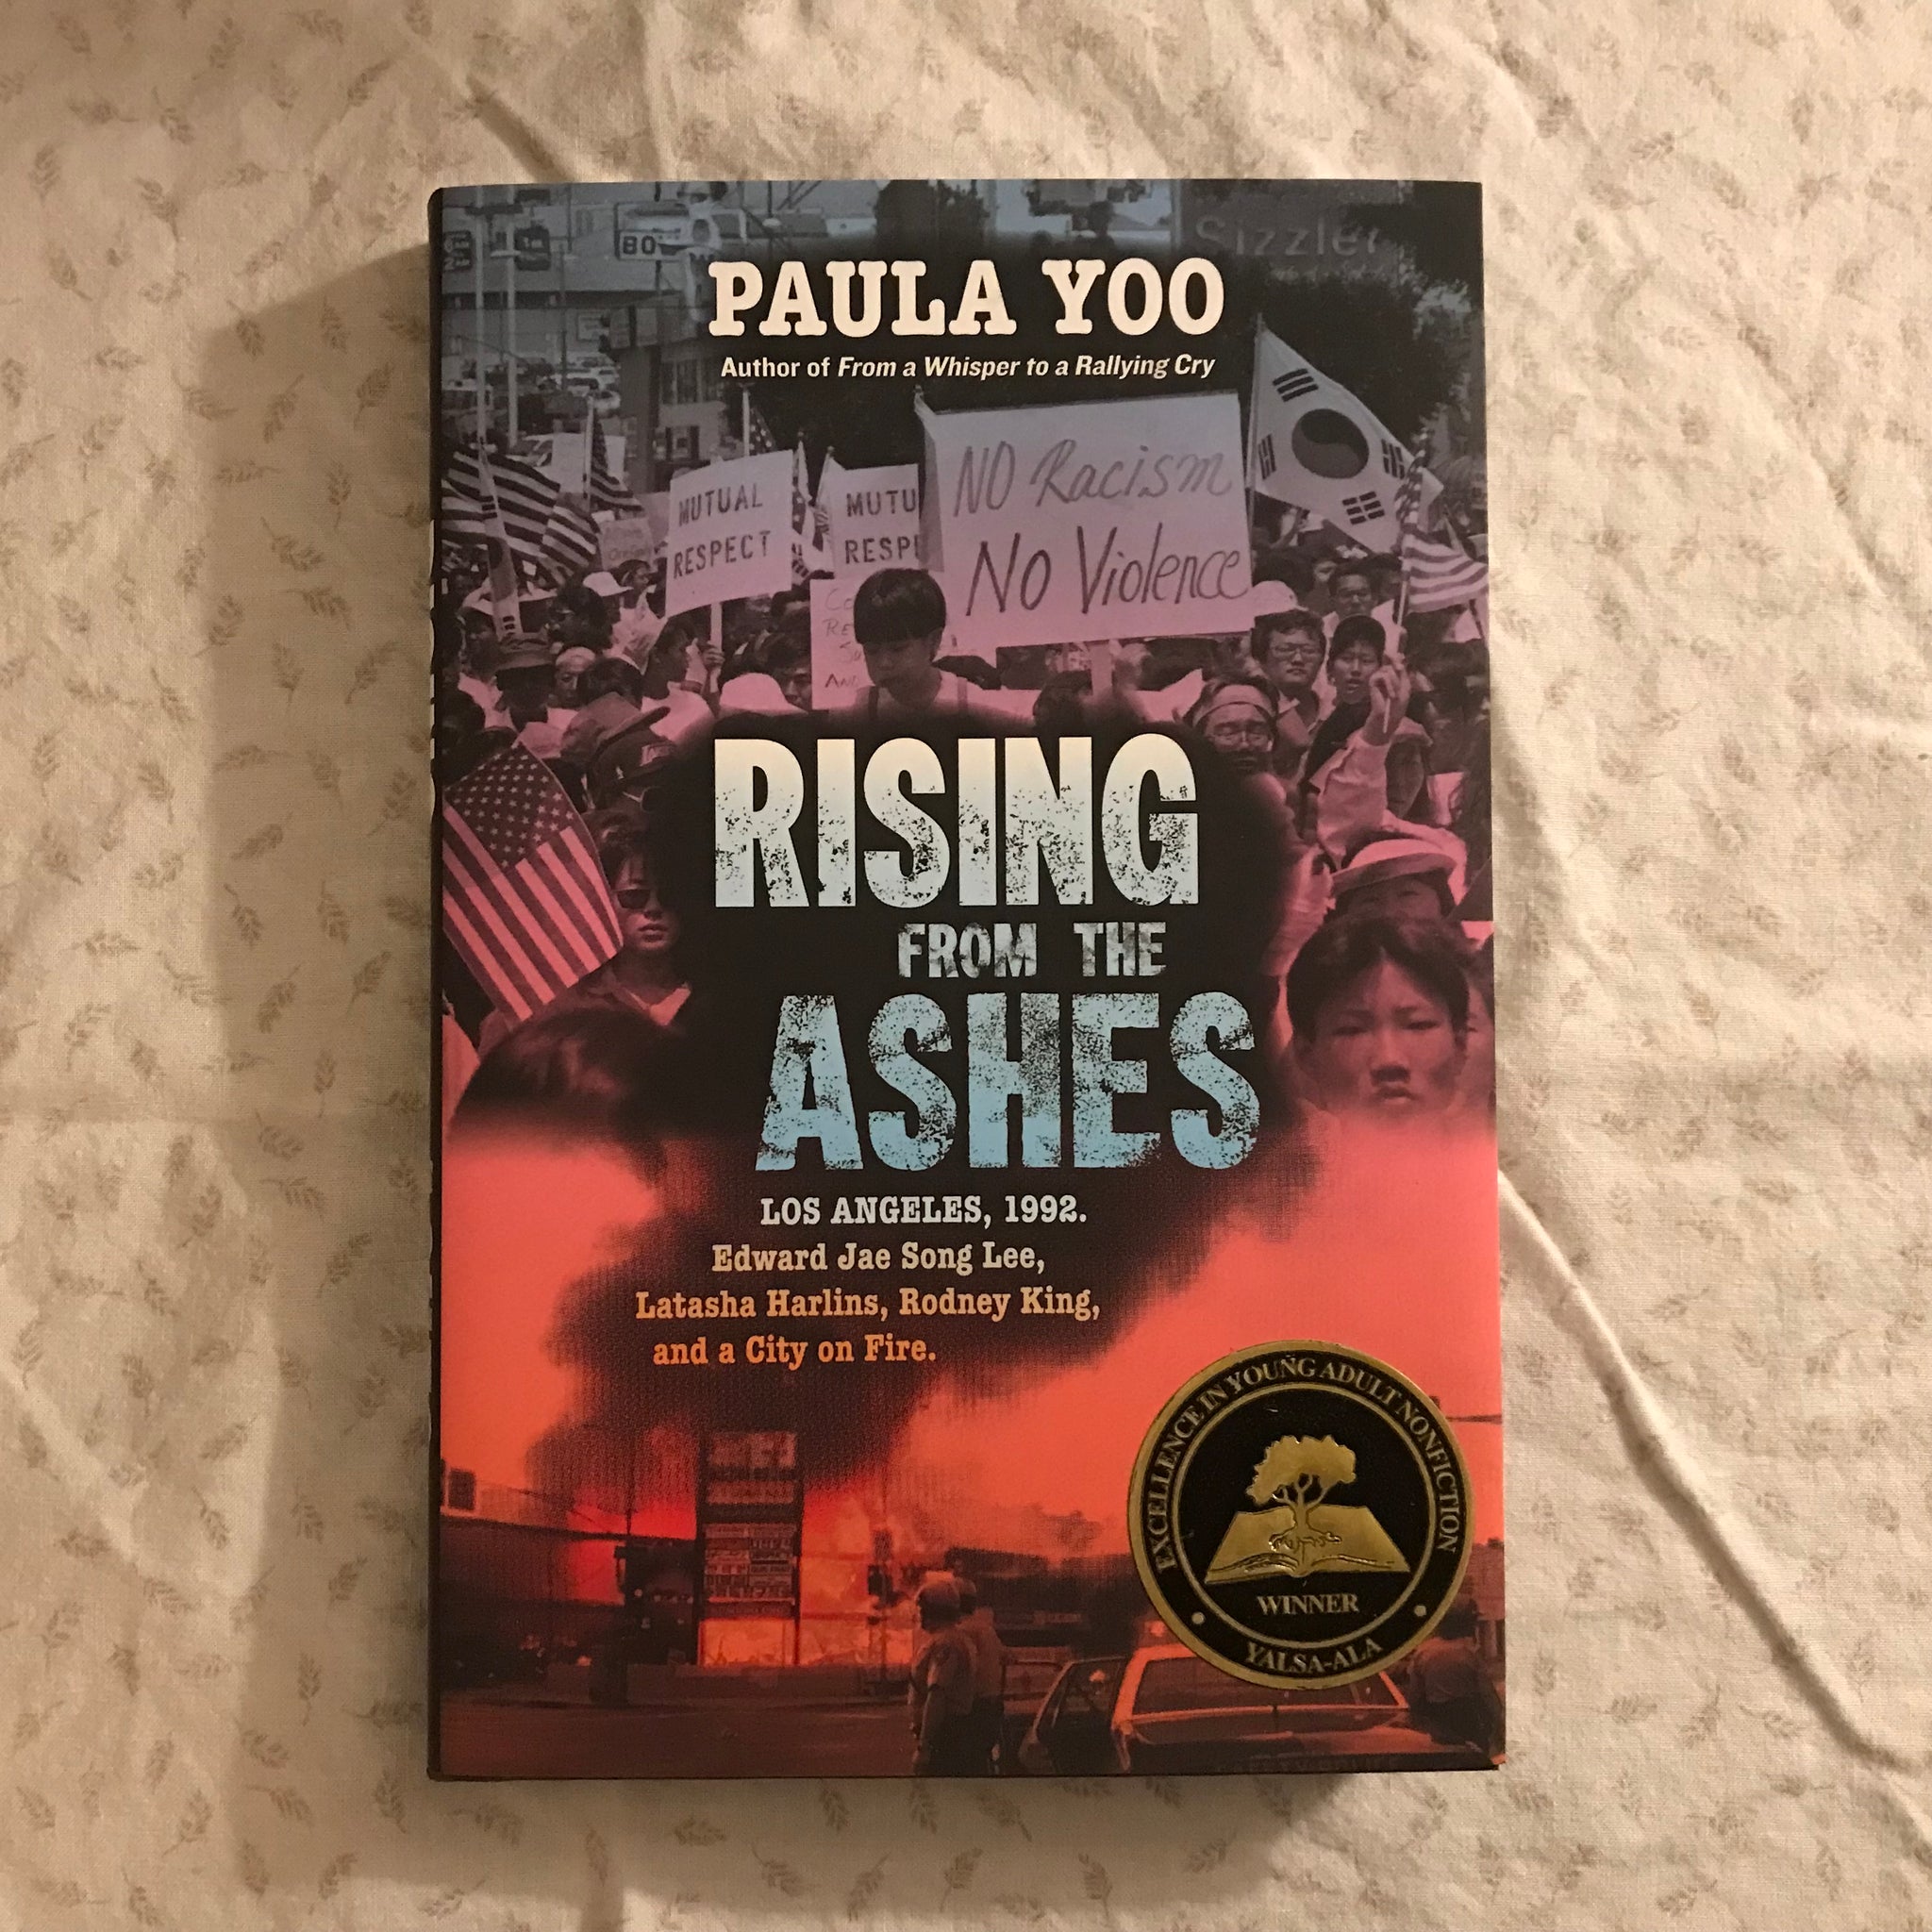 Sizzler
BO
PAULA YOO
Author of From a Whisper to a Rallying Cry
NO Racism
No Violence
MUTUAL
RESPECT
MUTU
RESPE
RISING
FROM THE
ASHES
LOS ANGELES, 1992.
Edward Jae Song Lee,
Latasha Harlins, Rodney King,
and a City on Fire.
EXCELLENCE IN YOUNG ADULT NONFICTION
WINNER
YALSA-ALA